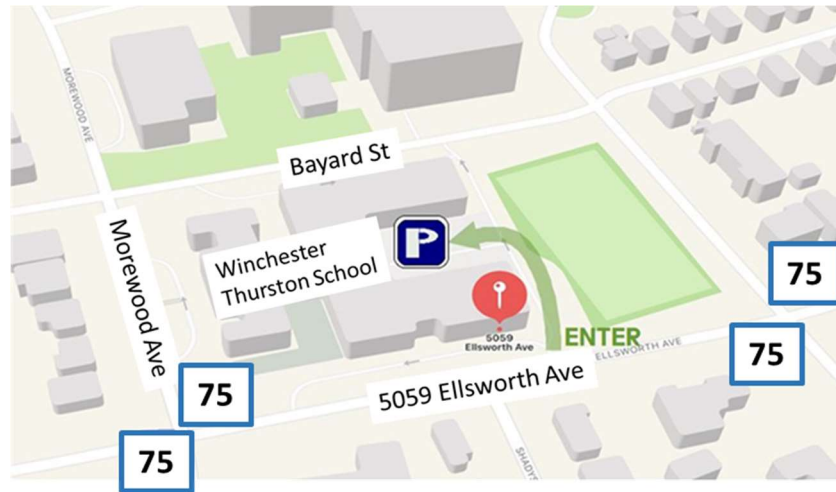 MOREWOOD AVE
Bayard St
Morewood Ave
Winchester
Thurston School
P
75
5059
Ellsworth Ave
ENTER
ELLSWORTH AVE
75
5059 Ellsworth Ave
75
75